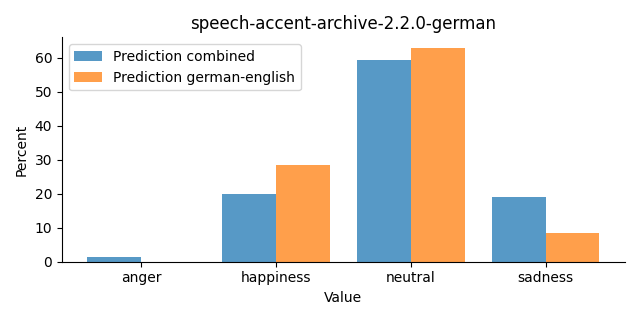 speech-accent-archive-2.2.0-german
Prediction combined
Prediction german-english
Percent
60
50
40
30
20
10
0
anger happiness neutral sadness
Value